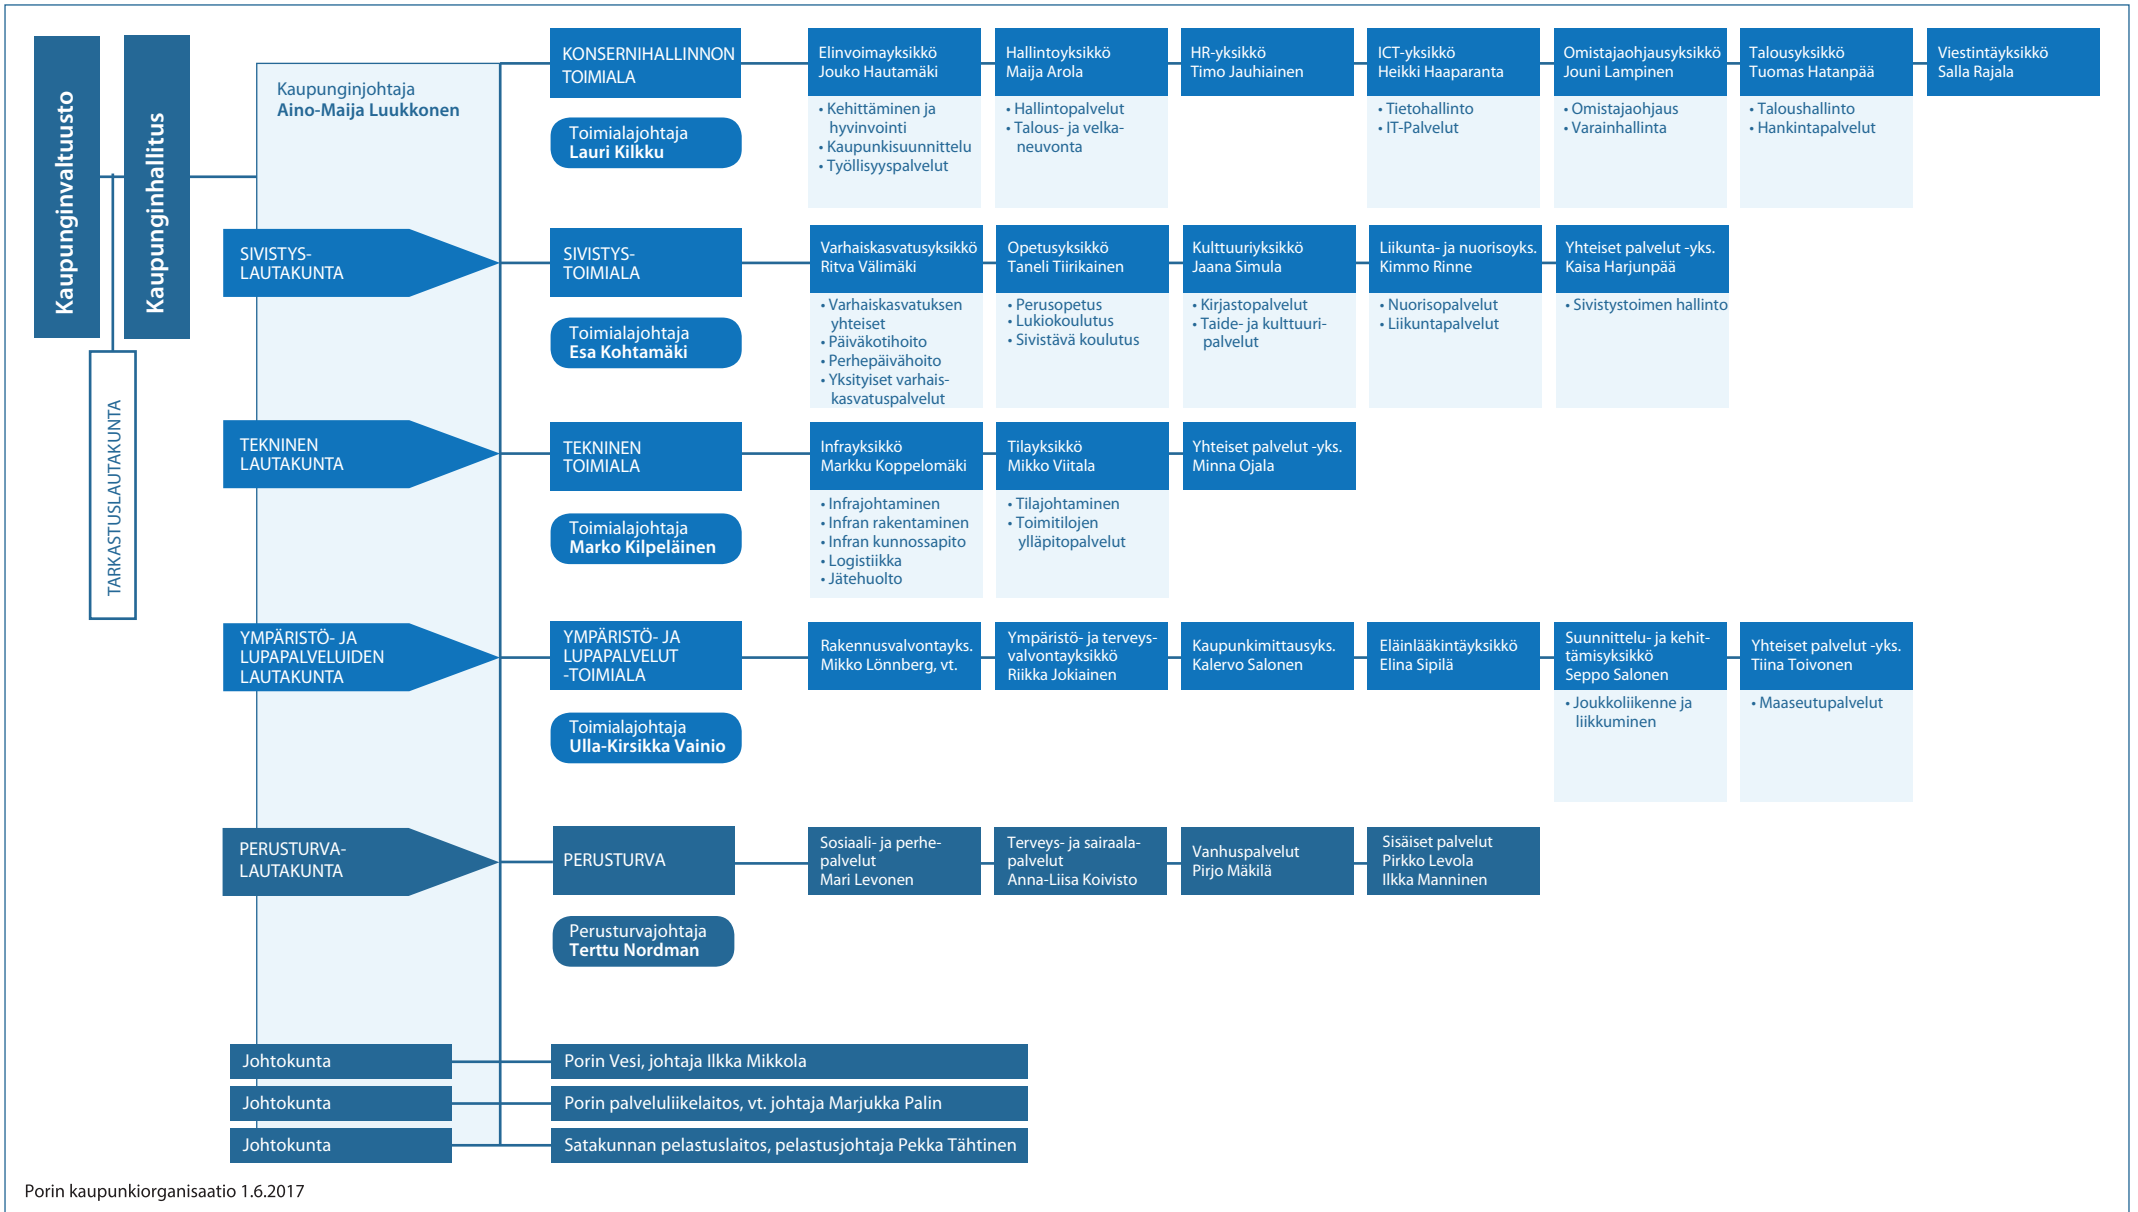 Kaupunginvaltuusto
Kaupunginhallitus
TARKASTUSLAUTAKUNTA
Kaupunginjohtaja
Aino-Maija Luukkonen
KONSERNIHALLINNON
TOIMIALA
Toimialajohtaja
Lauri Kilkku
Elinvoimayksikkö
Jouko Hautamäki
• Kehittäminen ja
hyvinvointi
• Kaupunkisuunnittelu
• Työllisyyspalvelut
Hallintoyksikkö
Maija Arola
• Hallintopalvelut
• Talous- ja velka-
neuvonta
HR-yksikkö
Timo Jauhiainen
ICT-yksikkö
Heikki Haaparanta
• Tietohallinto
• IT-Palvelut
Omistajaohjausyksikkö
Jouni Lampinen
• Omistajaohjaus
• Varainhallinta
Talousyksikkö
Tuomas Hatanpää
• Taloushallinto
• Hankintapalvelut
Viestintäyksikkö
Salla Rajala
SIVISTYS-
LAUTAKUNTA
SIVISTYS-
TOIMIALA
Toimialajohtaja
Esa Kohtamäki
Varhaiskasvatusyksikkö
Ritva Välimäki
• Varhaiskasvatuksen
yhteiset
• Päiväkotihoito
• Perhepäivähoito
• Yksityiset varhais-
kasvatuspalvelut
Opetusyksikkö
Taneli Tiirikainen
• Perusopetus
• Lukiokoulutus
• Sivistävä koulutus
Kulttuuriyksikkö
Jaana Simula
• Kirjastopalvelut
• Taide- ja kulttuuri-
palvelut
Liikunta- ja nuorisoyks.
Kimmo Rinne
• Nuorisopalvelut
• Liikuntapalvelut
Yhteiset palvelut -yks.
Kaisa Harjunpää
• Sivistystoimen hallinto
TEKNINEN
LAUTAKUNTA
TEKNINEN
TOIMIALA
Toimialajohtaja
Marko Kilpeläinen
Infrayksikkö
Markku Koppelomäki
• Infrajohtaminen
• Infran rakentaminen
• Infran kunnossapito
• Logistiikka
• Jätehuolto
Tilayksikkö
Mikko Viitala
• Tilajohtaminen
• Toimitilojen
ylläpitopalvelut
Yhteiset palvelut -yks.
Minna Ojala
YMPÄRISTÖ- JA
LUPAPALVELUIDEN
LAUTAKUNTA
YMPÄRISTÖ- JA
LUPAPALVELUT
-TOIMIALA
Toimialajohtaja
Ulla-Kirsikka Vainio
Rakennusvalvontayks.
Mikko Lönnberg, vt.
Ympäristö- ja terveys-
valvontayksikkö
Riikka Jokiainen
Kaupunkimittausyks.
Kalervo Salonen
Eläinlääkintäyksikkö
Elina Sipilä
Suunnittelu- ja kehit-
tämisyksikkö
Seppo Salonen
• Joukkoliikenne ja
liikkuminen
Yhteiset palvelut -yks.
Tiina Toivonen
• Maaseutupalvelut
PERUSTURVA-
LAUTAKUNTA
PERUSTURVA
Perusturvajohtaja
Terttu Nordman
Sosiaali- ja perhe-
palvelut
Mari Levonen
Terveys- ja sairaala-
palvelut
Anna-Liisa Koivisto
Vanhuspalvelut
Pirjo Mäkilä
Sisäiset palvelut
Pirkko Levola
Ilkka Manninen
Johtokunta
Porin Vesi, johtaja Ilkka Mikkola
Johtokunta
Porin palveluliikelaitos, vt. johtaja Marjukka Palin
Johtokunta
Satakunnan pelastuslaitos, pelastusjohtaja Pekka Tähtinen
Porin kaupunkiorganisaatio 1.6.2017